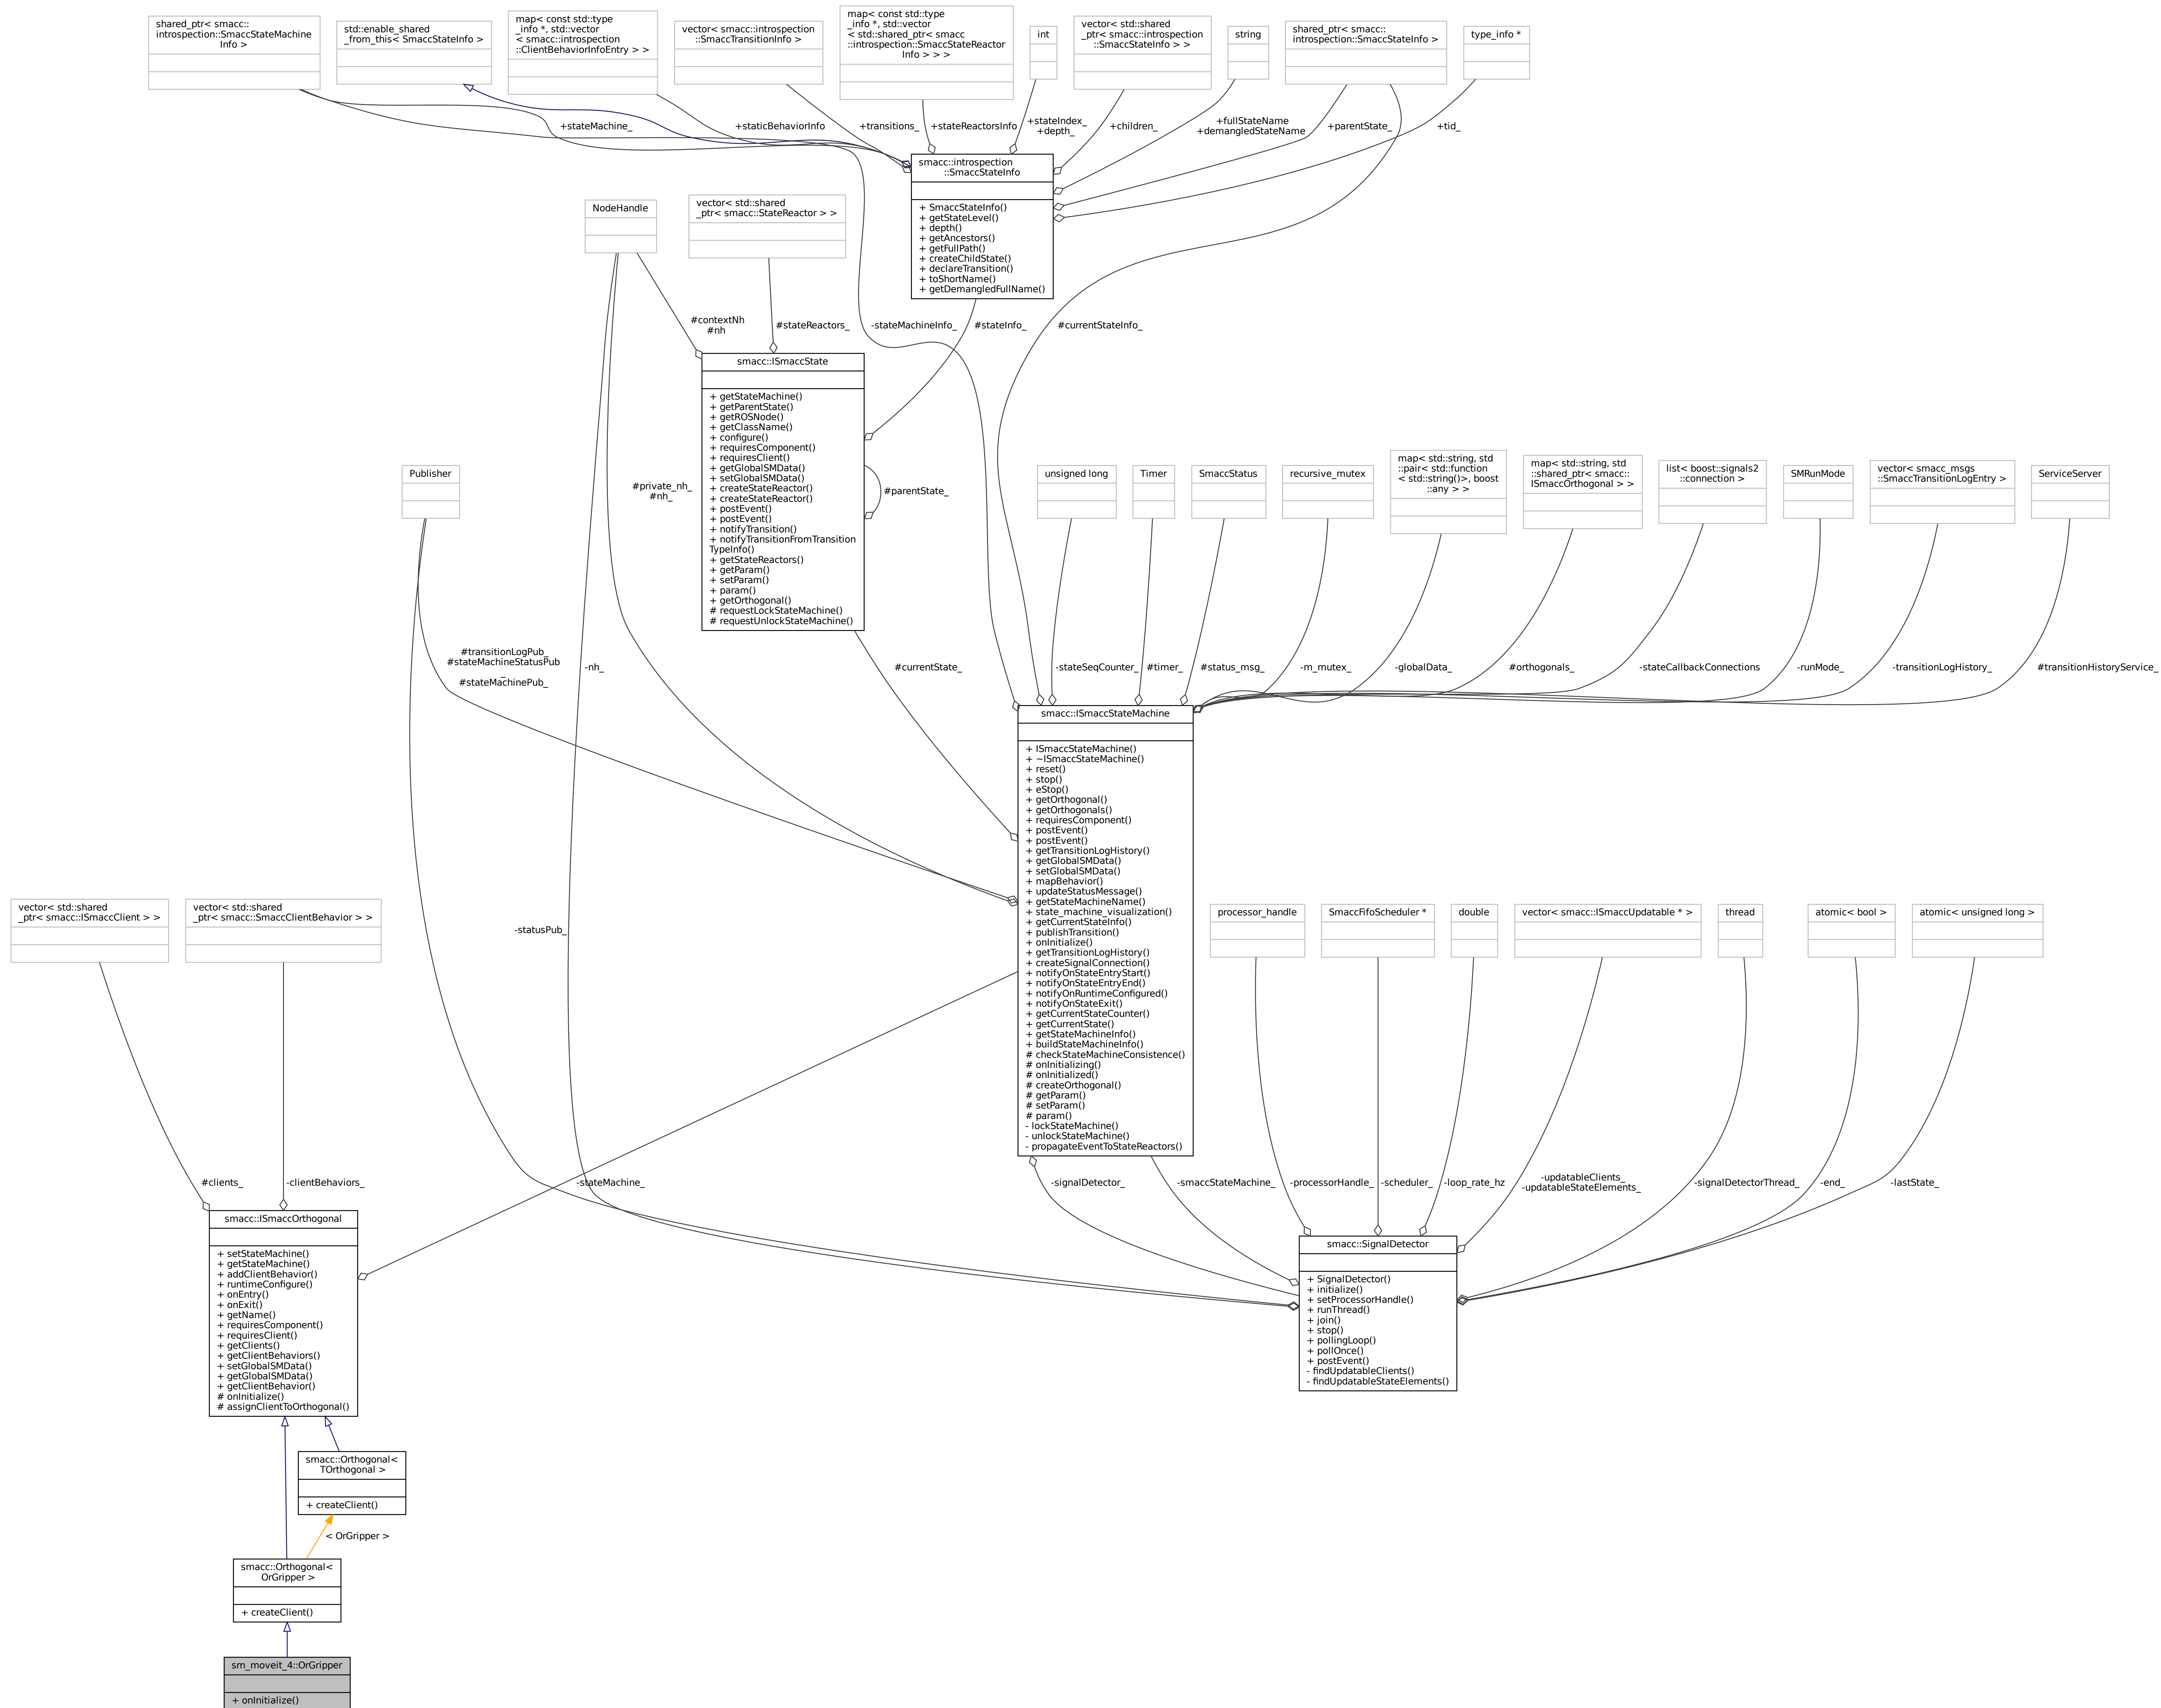 shared_ptr< smacc::
introspection::SmaccStateMachine
Info >
std::enable_shared
_from_this< SmaccStateInfo >
map< const std::type
_info *, std::vector
< smacc::introspection
::ClientBehaviorInfoEntry > >
vector< smacc::introspection
::SmaccTransitionInfo >
map< const std::type
_info *, std::vector
< std::shared_ptr< smacc
::introspection::SmaccStateReactor
Info > > >
int
vector< std::shared
_ptr< smacc::introspection
::SmaccStateInfo > >
string
shared_ptr< smacc::
introspection::SmaccStateInfo >
type_info *
+stateMachine_
+staticBehaviorInfo
+transitions_
+stateReactorsInfo
+stateIndex_
+depth_
+children_
+fullStateName
+demangledStateName
+parentState_
+tid_
smacc::introspection
::SmaccStateInfo
+ SmaccStateInfo()
+ getStateLevel()
+ depth()
+ getAncestors()
+ getFullPath()
+ createChildState()
+ declareTransition()
+ toShortName()
+ getDemangledFullName()
NodeHandle
vector< std::shared
_ptr< smacc::StateReactor > >
#contextNh
#nh
#stateReactors_
-stateMachineInfo_
#stateInfo_
#currentStateInfo_
smacc::ISmaccState
+ getStateMachine()
+ getParentState()
+ getROSNode()
+ getClassName()
+ configure()
+ requiresComponent()
+ requiresClient()
+ getGlobalSMData()
+ setGlobalSMData()
+ createStateReactor()
+ createStateReactor()
+ postEvent()
+ postEvent()
+ notifyTransition()
+ notifyTransitionFromTransition
TypeInfo()
+ getStateReactors()
+ getParam()
+ setParam()
+ param()
+ getOrthogonal()
# requestLockStateMachine()
# requestUnlockStateMachine()
#parentState_
#private_nh_
#nh_
Publisher
unsigned long
Timer
SmaccStatus
recursive_mutex
map< std::string, std
::pair< std::function
< std::string()>, boost
::any > >
map< std::string, std
::shared_ptr< smacc::
ISmaccOrthogonal > >
list< boost::signals2
::connection >
SMRunMode
vector< smacc_msgs
::SmaccTransitionLogEntry >
ServiceServer
#transitionLogPub_
#stateMachineStatusPub
_
#stateMachinePub_
-nh_
#currentState_
-stateSeqCounter_
#timer_
#status_msg_
-m_mutex_
-globalData_
#orthogonals_
-stateCallbackConnections
-runMode_
-transitionLogHistory_
#transitionHistoryService_
smacc::ISmaccStateMachine
+ ISmaccStateMachine()
+ ~ISmaccStateMachine()
+ reset()
+ stop()
+ eStop()
+ getOrthogonal()
+ getOrthogonals()
+ requiresComponent()
+ postEvent()
+ postEvent()
+ getTransitionLogHistory()
+ getGlobalSMData()
+ setGlobalSMData()
+ mapBehavior()
+ updateStatusMessage()
+ getStateMachineName()
+ state_machine_visualization()
+ getCurrentStateInfo()
+ publishTransition()
+ onInitialize()
+ getTransitionLogHistory()
+ createSignalConnection()
+ notifyOnStateEntryStart()
+ notifyOnStateEntryEnd()
+ notifyOnRuntimeConfigured()
+ notifyOnStateExit()
+ getCurrentStateCounter()
+ getCurrentState()
+ getStateMachineInfo()
+ buildStateMachineInfo()
# checkStateMachineConsistence()
# onInitializing()
# onInitialized()
# createOrthogonal()
# getParam()
# setParam()
# param()
- lockStateMachine()
- unlockStateMachine()
- propagateEventToStateReactors()
vector< std::shared
_ptr< smacc::ISmaccClient > >
vector< std::shared
_ptr< smacc::SmaccClientBehavior > >
-statusPub_
processor_handle
SmaccFifoScheduler *
double
vector< smacc::ISmaccUpdatable * >
thread
atomic< bool >
atomic< unsigned long >
#clients_
-clientBehaviors_
-stateMachine_
-signalDetector_
-smaccStateMachine_
-processorHandle_
-scheduler_
-loop_rate_hz
-updatableClients_
-updatableStateElements_
-signalDetectorThread_
-end_
-lastState_
smacc::ISmaccOrthogonal
+ setStateMachine()
+ getStateMachine()
+ addClientBehavior()
+ runtimeConfigure()
+ onEntry()
+ onExit()
+ getName()
+ requiresComponent()
+ requiresClient()
+ getClients()
+ getClientBehaviors()
+ setGlobalSMData()
+ getGlobalSMData()
+ getClientBehavior()
# onInitialize()
# assignClientToOrthogonal()
smacc::SignalDetector
+ SignalDetector()
+ initialize()
+ setProcessorHandle()
+ runThread()
+ join()
+ stop()
+ pollingLoop()
+ pollOnce()
+ postEvent()
- findUpdatableClients()
- findUpdatableStateElements()
smacc::Orthogonal<
TOrthogonal >
+ createClient()
< OrGripper >
smacc::Orthogonal<
OrGripper >
+ createClient()
sm_moveit_4::OrGripper
+ onInitialize()